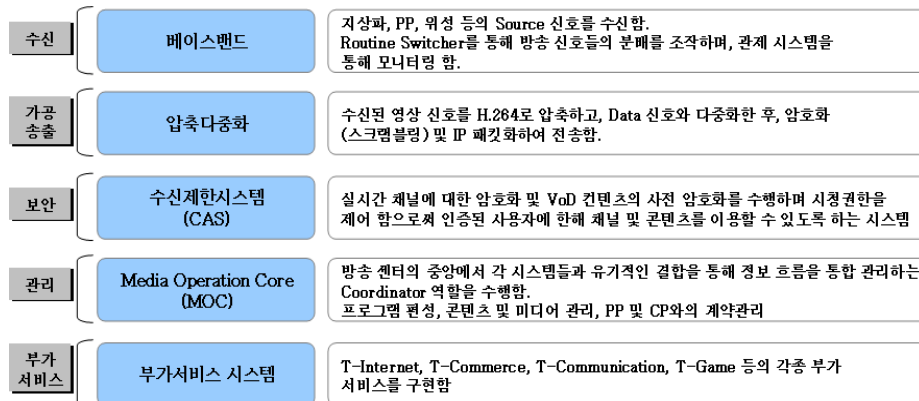 수신
베이스밴드
지상파, PP, 위성 등의 Source 신호를 수신함.
Routine Switcher를 통해 방송 신호들의 분배를 조작하며, 관제 시스템을
통해 모니터링 함.
가공
송출
압축다중화
수신된 영상 신호를 H.264로 압축하고, Data 신호와 다중화한 후, 암호화
(스크램블링) 및 IP 패킷화하여 전송함.
보안
수신제한시스템
(CAS)
실시간 채널에 대한 암호화 및 VoD 컨텐츠의 사전 암호화를 수행하며 시청권한을
제어 함으로써 인증된 사용자에 한해 채널 및 콘텐츠를 이용할 수 있도록 하는 시스템
관리
Media Operation Core
(MOC)
방송 센터의 중앙에서 각 시스템들과 유기적인 결합을 통해 정보 흐름을 통합 관리하는
Coordinator 역할을 수행함.
프로그램 편성, 콘텐츠 및 미디어 관리, PP 및 CP와의 계약관리
부가
서비스
부가서비스 시스템
T-Internet, T-Commerce, T-Communication, T-Game 등의 각종 부가
서비스를 구현함